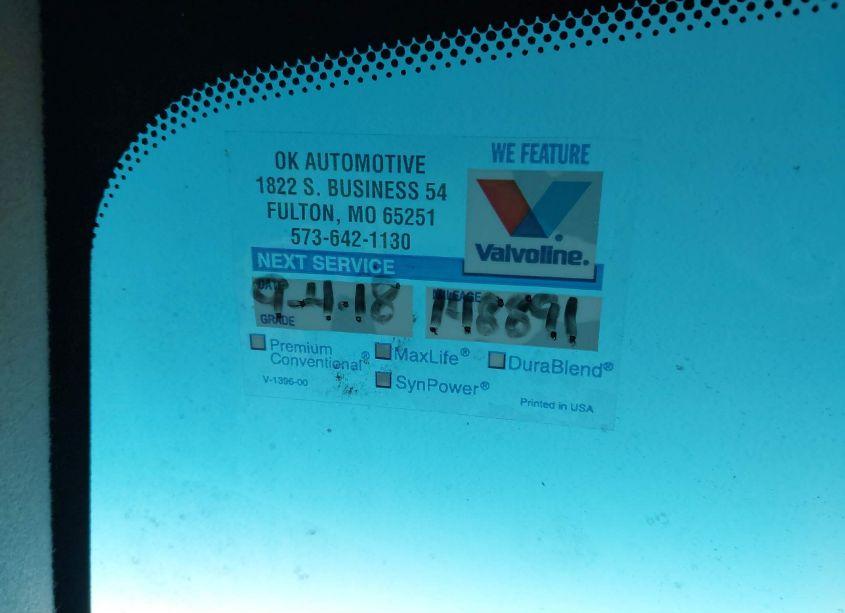 OK AUTOMOTIVE
1822 S. BUSINESS 54
FULTON, MO 65251
573-642-1130
WE FEATURE
Valvoline®
NEXT SERVICE
DATE
9-4-18
GRADE
MILEAGE
148891
Premium
Conventional®
MaxLife®
DuraBlend®
SynPower®
V-1396-00
Printed in USA